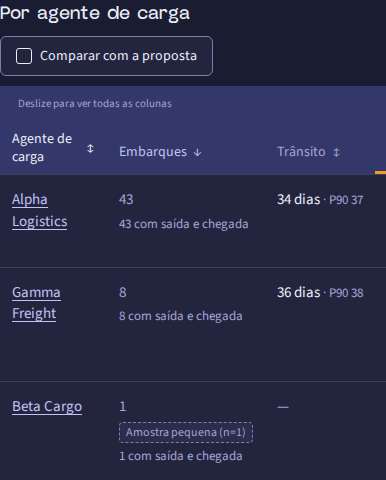 Por agente de carga
Comparar com a proposta
Deslize para ver todas as colunas
Agente de carga ↕
Embarques ↓
Trânsito ↕
Alpha Logistics
43
43 com saída e chegada
34 dias · P90 37
Gamma Freight
8
8 com saída e chegada
36 dias · P90 38
Beta Cargo
1
Amostra pequena (n=1)
1 com saída e chegada
—